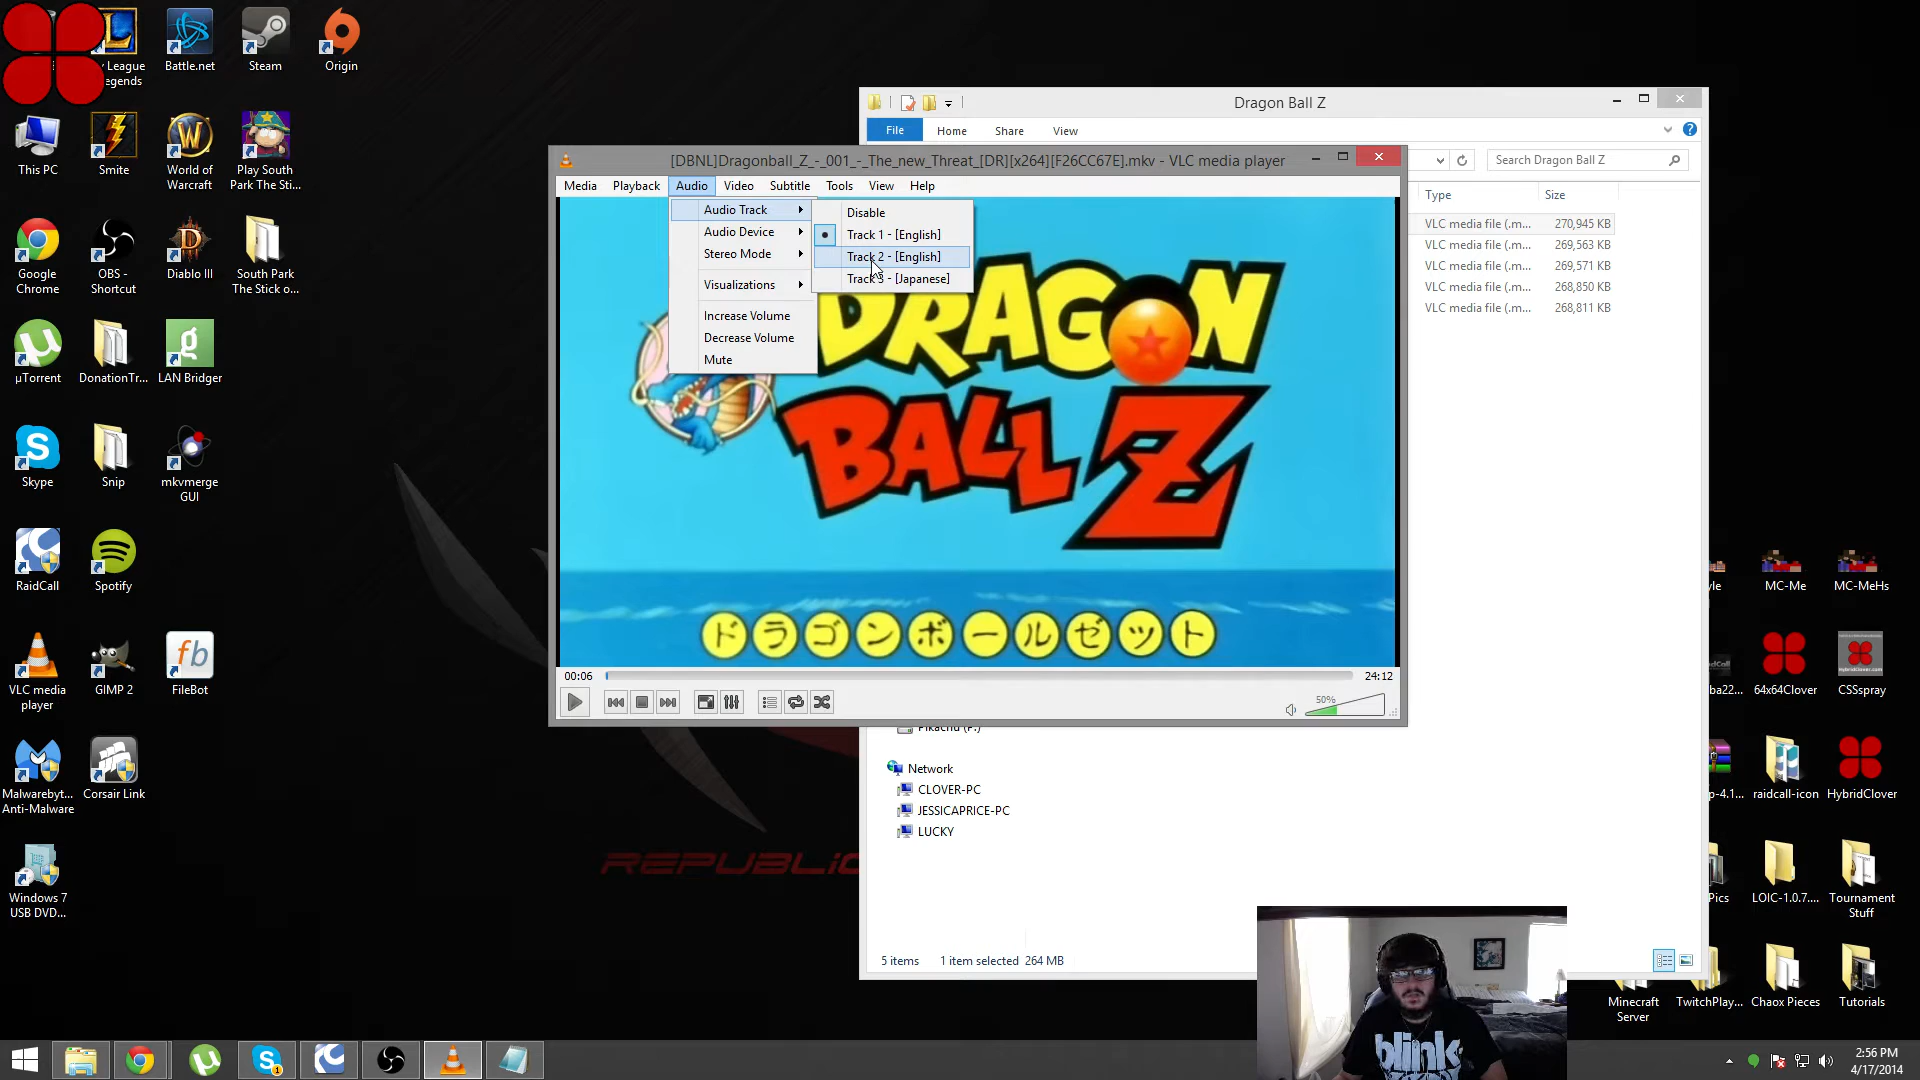 Battle.net
Steam
Origin
League
egends
This PC
Smite
World of
Warcraft
Play South
Park The Sti...
Google
Chrome
OBS -
Shortcut
Diablo III
South Park
The Stick o...
µTorrent
DonationTr...
LAN Bridger
Skype
Snip
mkvmerge
GUI
RaidCall
Spotify
VLC media
player
GIMP 2
FileBot
Malwarebyt...
Anti-Malware
Corsair Link
Windows 7
USB DVD...
Dragon Ball Z
File
Home
Share
View
Search Dragon Ball Z
Type
Size
VLC media file (.m...
270,945 KB
VLC media file (.m...
269,563 KB
VLC media file (.m...
269,571 KB
VLC media file (.m...
268,850 KB
VLC media file (.m...
268,811 KB
[DBNL]Dragonball_Z_-_001_-_The_new_Threat_[DR][x264][F26CC67E].mkv - VLC media player
Media
Playback
Audio
Video
Subtitle
Tools
View
Help
Audio Track
Audio Device
Stereo Mode
Visualizations
Increase Volume
Decrease Volume
Mute
Disable
Track 1 - [English]
Track 2 - [English]
Track 3 - [Japanese]
DRAGON
BALL Z
ドラゴンボールゼット
00:06
24:12
50%
Pikachu (P:)
Network
CLOVER-PC
JESSICAPRICE-PC
LUCKY
5 items
1 item selected 264 MB
REPUBLIC
blink
yle
MC-Me
MC-MeHs
ba22...
64x64Clover
CSSspray
p-4.1...
raidcall-icon
HybridClover
Pics
LOIC-1.0.7....
Tournament
Stuff
Minecraft
Server
TwitchPlay...
Chaox Pieces
Tutorials
2:56 PM
4/17/2014